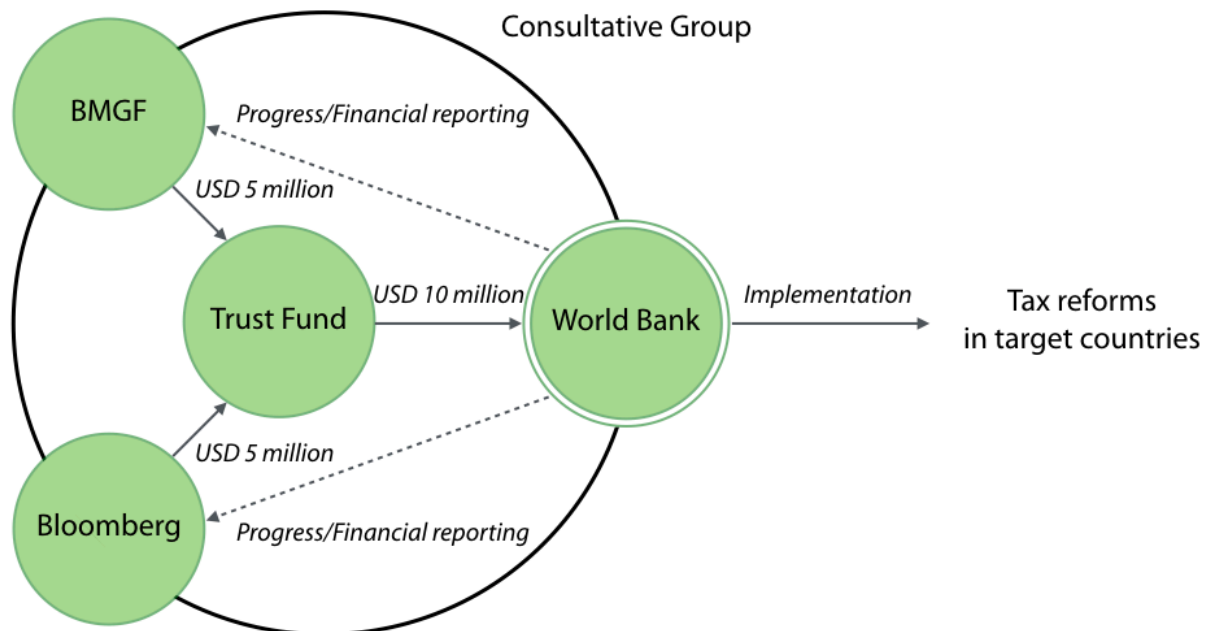 Consultative Group
BMGF
Progress/Financial reporting
USD 5 million
Trust Fund
USD 10 million
World Bank
Implementation
Tax reforms
in target countries
USD 5 million
Bloomberg
Progress/Financial reporting